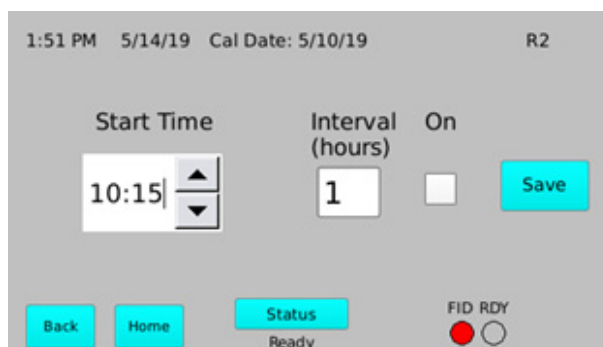 1:51 PM 5/14/19 Cal Date: 5/10/19 R2
Start Time
Interval (hours)
On
10:15
1
Save
Back
Home
Status
Ready
FID RDY